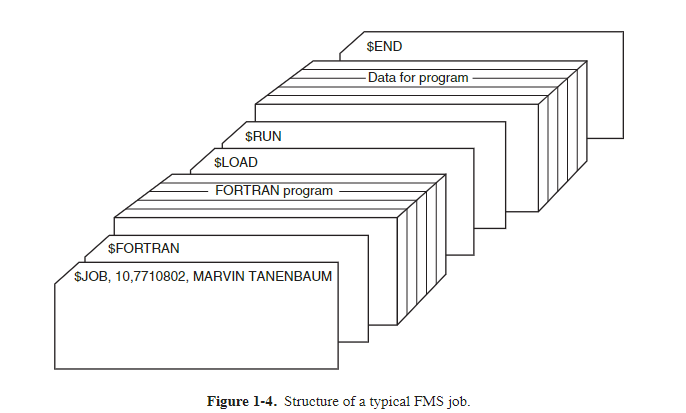 $END
Data for program
$RUN
$LOAD
FORTRAN program
$FORTRAN
$JOB, 10,7710802, MARVIN TANENBAUM
Figure 1-4. Structure of a typical FMS job.